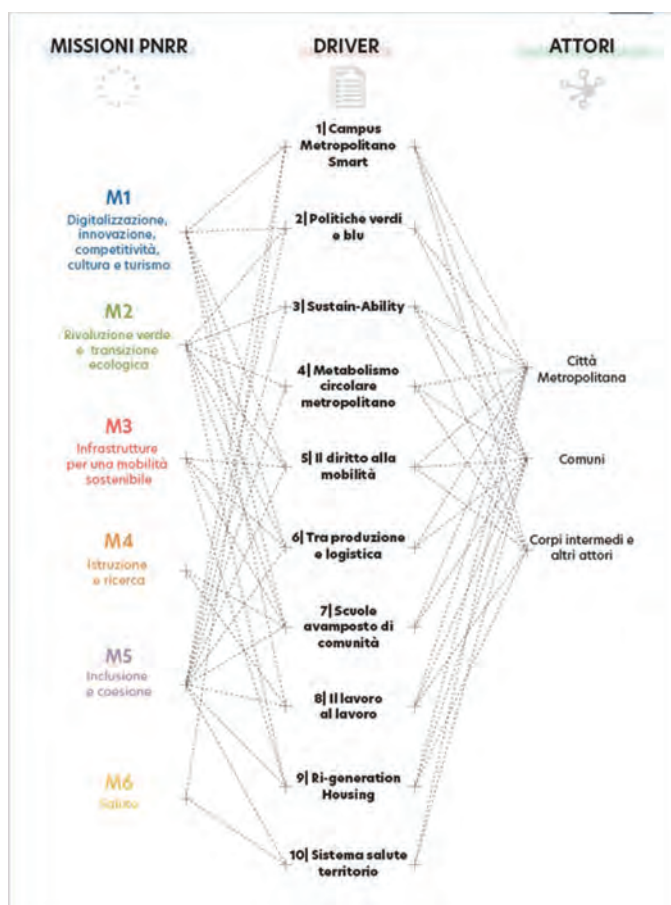 MISSIONI PNRR
DRIVER
ATTORI
M1
Digitalizzazione,
innovazione,
competitività,
cultura e turismo
M2
Rivoluzione verde
e transizione
ecologica
M3
Infrastrutture
per una mobilità
sostenibile
M4
Istruzione
e ricerca
M5
Inclusione
e coesione
M6
Salute
1| Campus
Metropolitano
Smart
2| Politiche verdi
e blu
3| Sustain-Ability
4| Metabolismo
circolare
metropolitano
5| Il diritto alla
mobilità
6| Tra produzione
e logistica
7| Scuole
avamposto di
comunità
8| Il lavoro
al lavoro
9| Ri-generation
Housing
10| Sistema salute
territorio
Città
Metropolitana
Comuni
Corpi intermedi e
altri attori